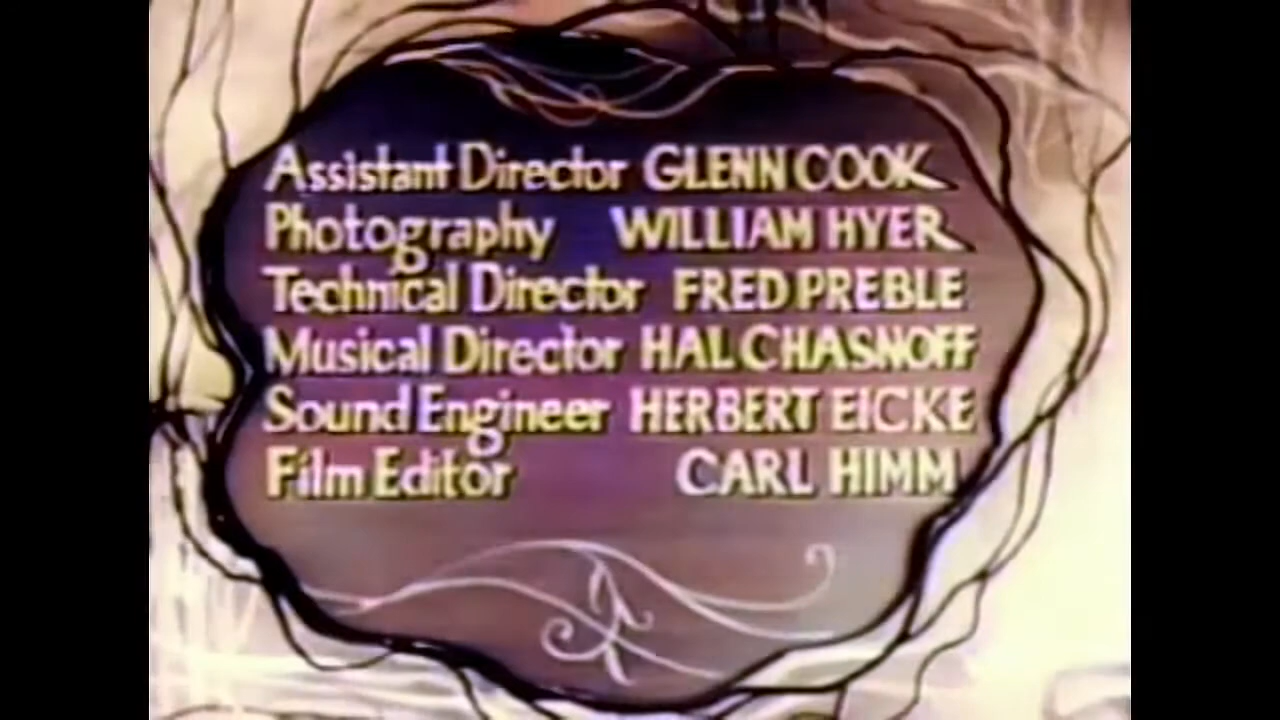 Assistant Director GLENN COOK
Photography WILLIAM HYER
Technical Director FRED PREBLE
Musical Director HAL CHASNOFF
Sound Engineer HERBERT EICKE
Film Editor CARL HIMM